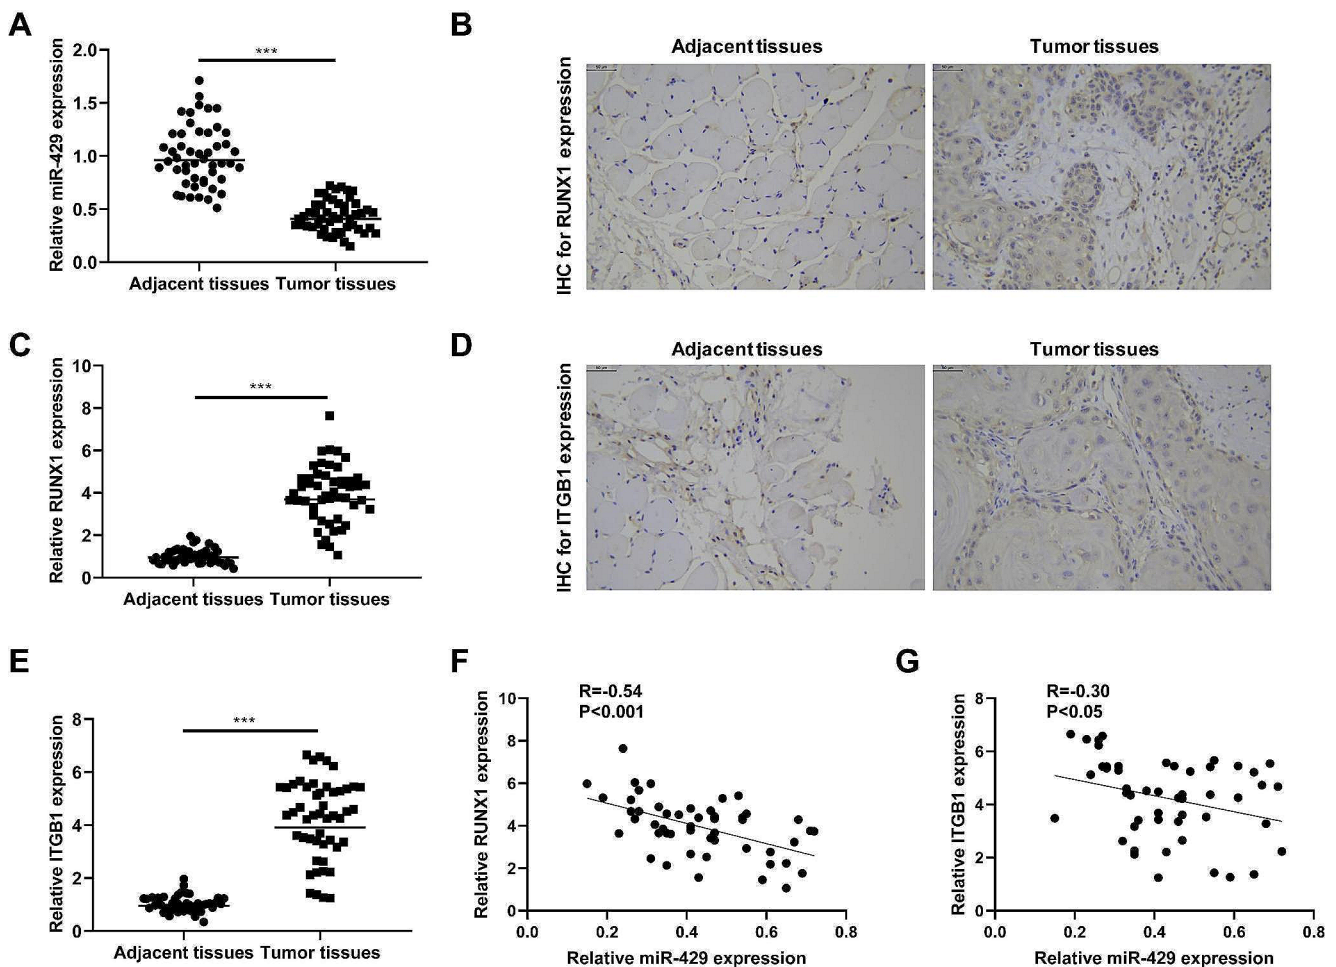 A
Relative miR-429 expression
2.0
1.5
1.0
0.5
0.0
***
Adjacent tissues Tumor tissues
B
IHC for RUNX1 expression
Adjacent tissues
Tumor tissues
C
Relative RUNX1 expression
10
8
6
4
2
0
***
Adjacent tissues Tumor tissues
D
IHC for ITGB1 expression
Adjacent tissues
Tumor tissues
E
Relative ITGB1 expression
8
6
4
2
0
***
Adjacent tissues Tumor tissues
F
Relative RUNX1 expression
10
8
6
4
2
0
R=-0.54
P<0.001
0.0 0.2 0.4 0.6 0.8
Relative miR-429 expression
G
Relative ITGB1 expression
8
6
4
2
0
R=-0.30
P<0.05
0.0 0.2 0.4 0.6 0.8
Relative miR-429 expression